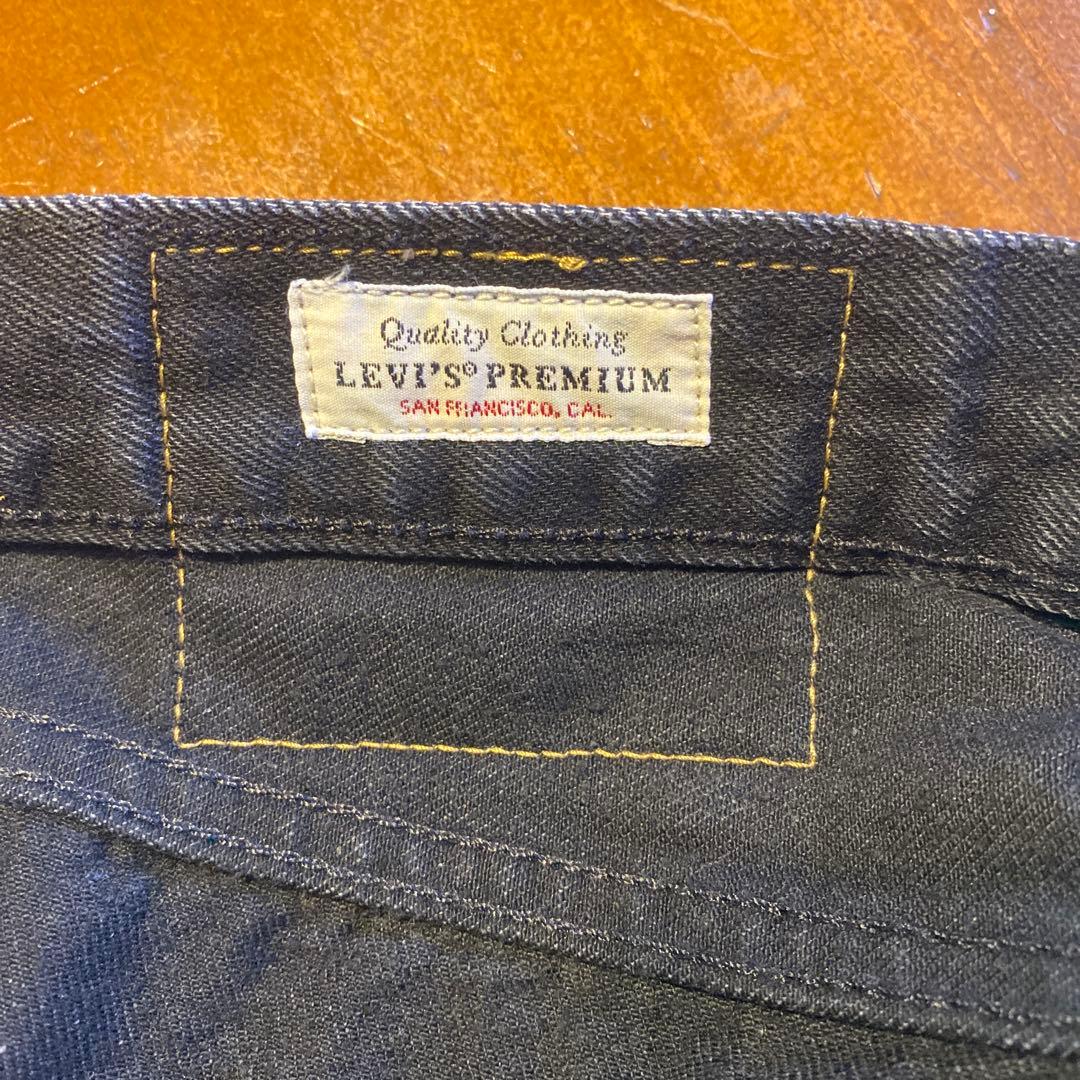 Quality Clothing
LEVI'S® PREMIUM
SAN FRANCISCO, CAL.